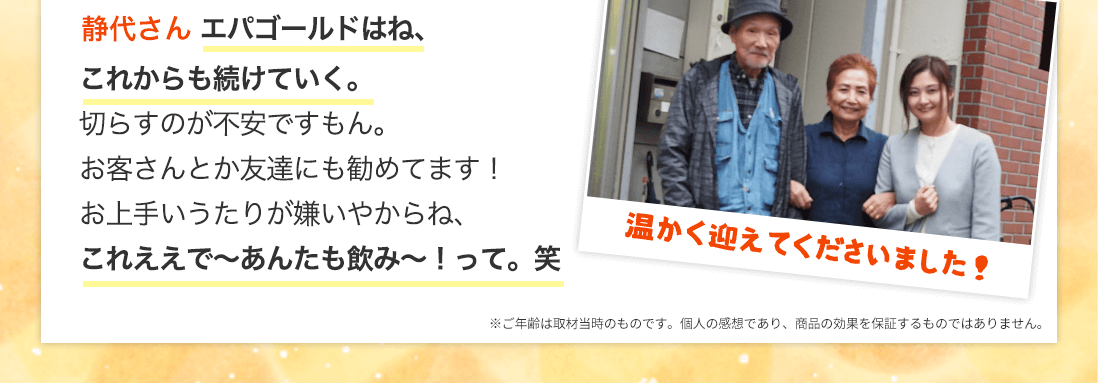 静代さん エパゴールドはね、
これからも続けていく。
切らすのが不安ですもん。
お客さんとか友達にも勧めてます！
お上手いうたりが嫌いやからね、
これええで～あんたも飲み～！って。笑
温かく迎えてくださいました！
※ご年齢は取材当時のものです。個人の感想であり、商品の効果を保証するものではありません。